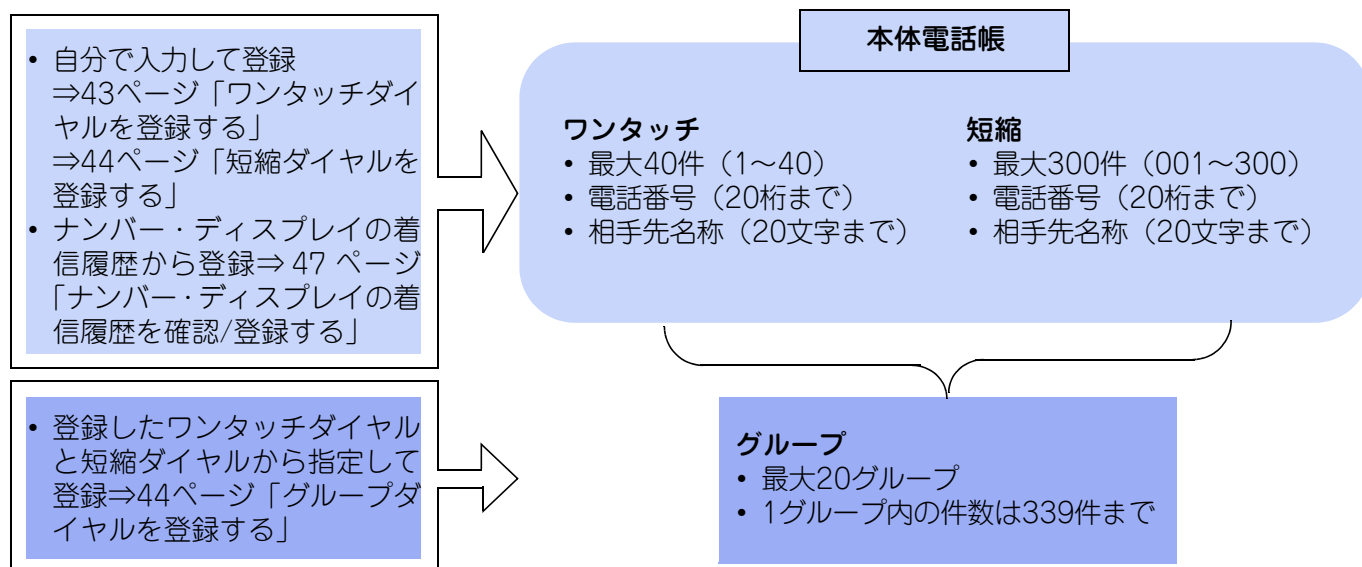 • 自分で入力して登録
⇒43ページ「ワンタッチダイ
ヤルを登録する」
⇒44ページ「短縮ダイヤルを
登録する」
• ナンバー・ディスプレイの着
信履歴から登録⇒ 47 ページ
「ナンバー・ディスプレイの着
信履歴を確認/登録する」
本体電話帳
ワンタッチ
• 最大40件（1～40）
• 電話番号（20桁まで）
• 相手先名称（20文字まで）
短縮
• 最大300件（001～300）
• 電話番号（20桁まで）
• 相手先名称（20文字まで）
• 登録したワンタッチダイヤル
と短縮ダイヤルから指定して
登録⇒44ページ「グループダ
イヤルを登録する」
グループ
• 最大20グループ
• 1グループ内の件数は339件まで